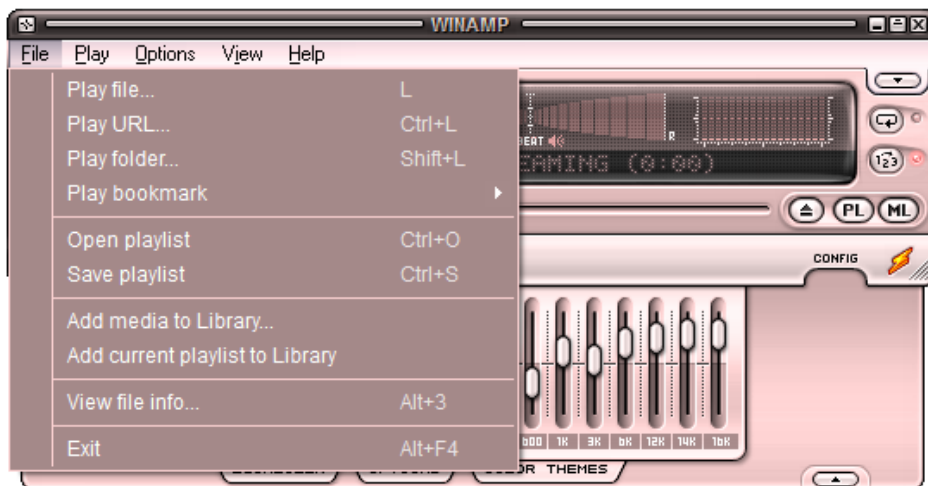 WINAMP
File Play Options View Help
Play file... L
Play URL... Ctrl+L
Play folder... Shift+L
Play bookmark
Open playlist Ctrl+O
Save playlist Ctrl+S
Add media to Library...
Add current playlist to Library
View file info... Alt+3
Exit Alt+F4
R
(0:00)
123
PL ML
CONFIG
600 1K 3K 6K 12K 14K 16K
THEMES